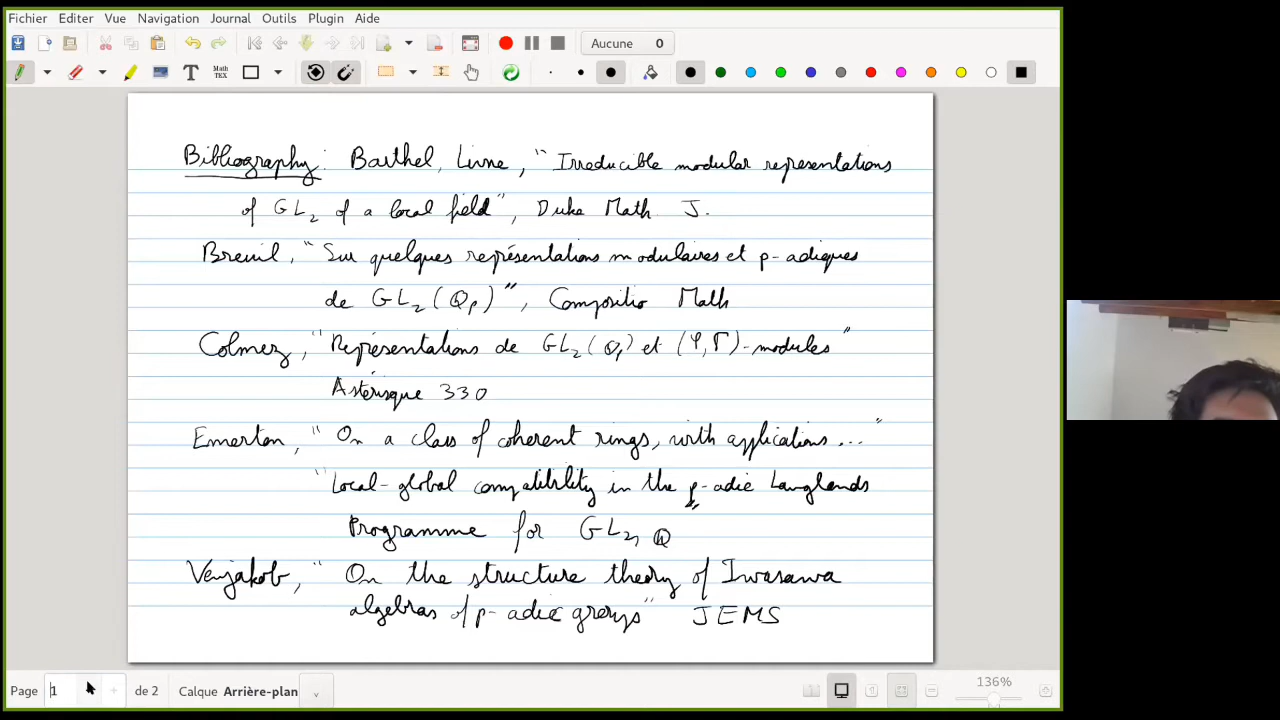 Fichier Editer Vue Navigation Outils Plugin Aide
Aucune 0
Math TEX
Bibliography: Barthel, Livne, "Irreducible modular representations
of GL₂ of a local field", Duke Math J.
Breuil, "Sur quelques représentations modulaires et p-adiques
de GL₂(Qp)", Compositio Math
Colmez, "Représentations de GL₂(Qp) et (φ,Γ)-modules"
Astérisque 330
Emerton, "On a class of coherent rings, with applications..."
"Local-global compatibility in the p-adic Langlands
Programme for GL₂, Q"
Venjakob, "On the structure theory of Iwasawa
algebras of p-adic groups" JEMS
Page 1 de 2 Calque Arrière-plan 136%